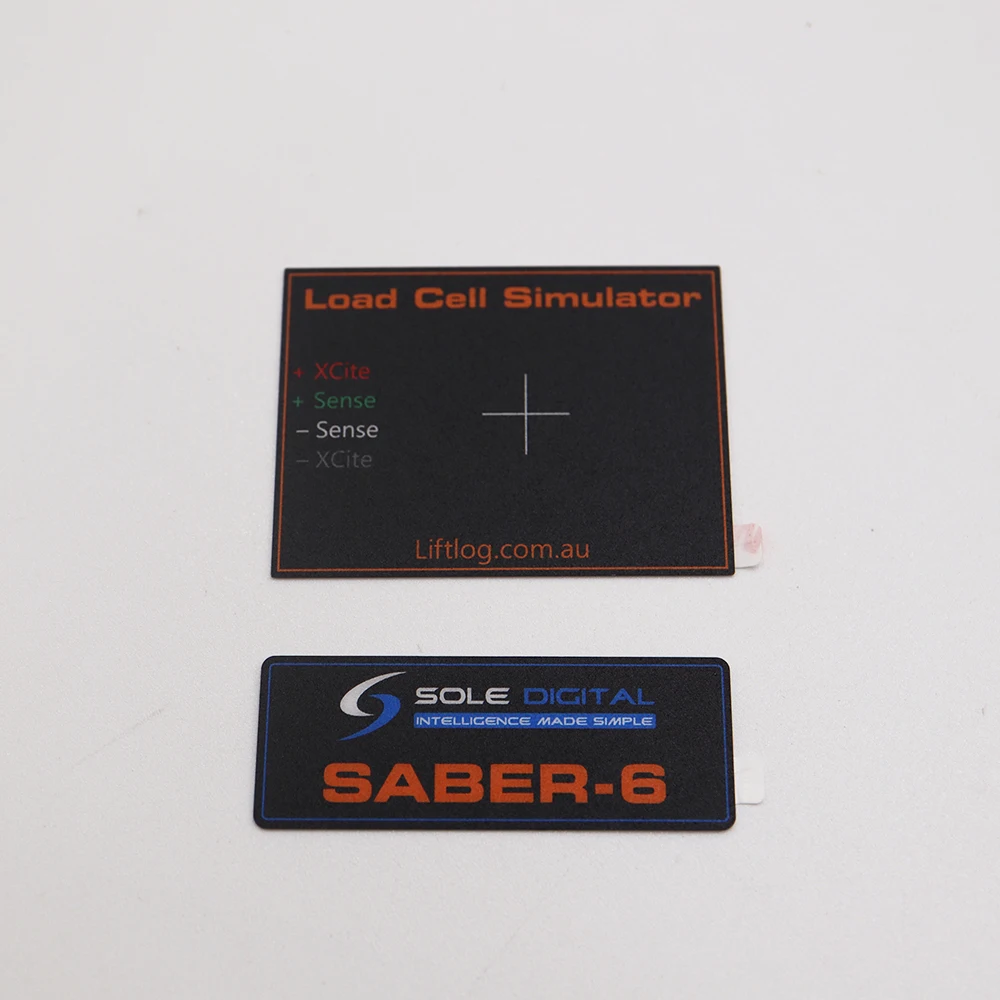 Load Cell Simulator
+ XCite
+ Sense
– Sense
– XCite
Liftlog.com.au
SOLE DIGITAL
INTELLIGENCE MADE SIMPLE
SABER-6